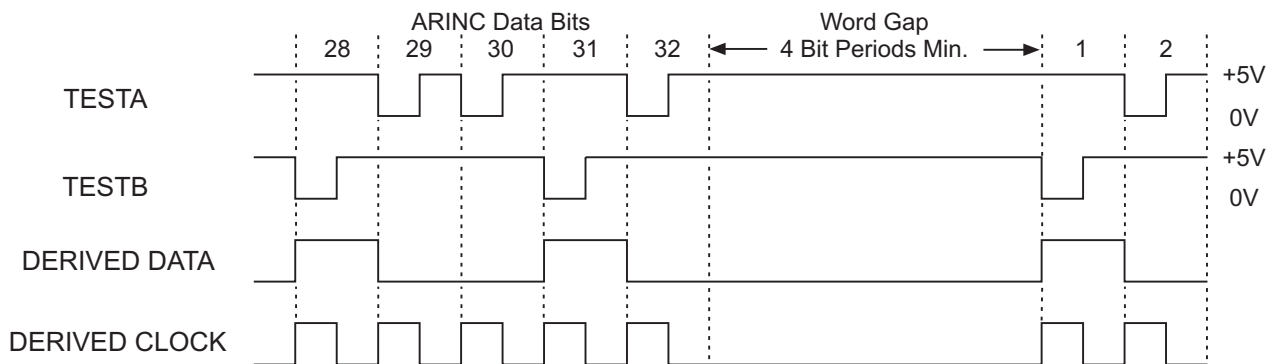 ARINC Data Bits
Word Gap
28 29 30 31 32 4 Bit Periods Min. 1 2
TESTA
+5V
0V
TESTB
+5V
0V
DERIVED DATA
DERIVED CLOCK